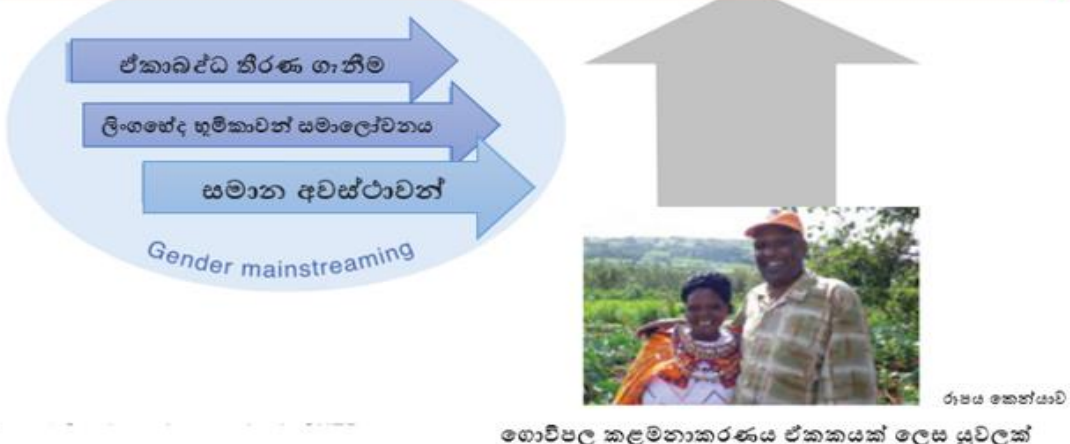 ඒකාබද්ධ තීරණ ගැනීම
ලිංගභේද භූමිකාවන් සමාලෝචනය
සමාන අවස්ථාවන්
Gender mainstreaming
රූපය කෙන්යාව
ගොවිපල කළමනාකරණය ඒකකයක් ලෙස යුවලක්